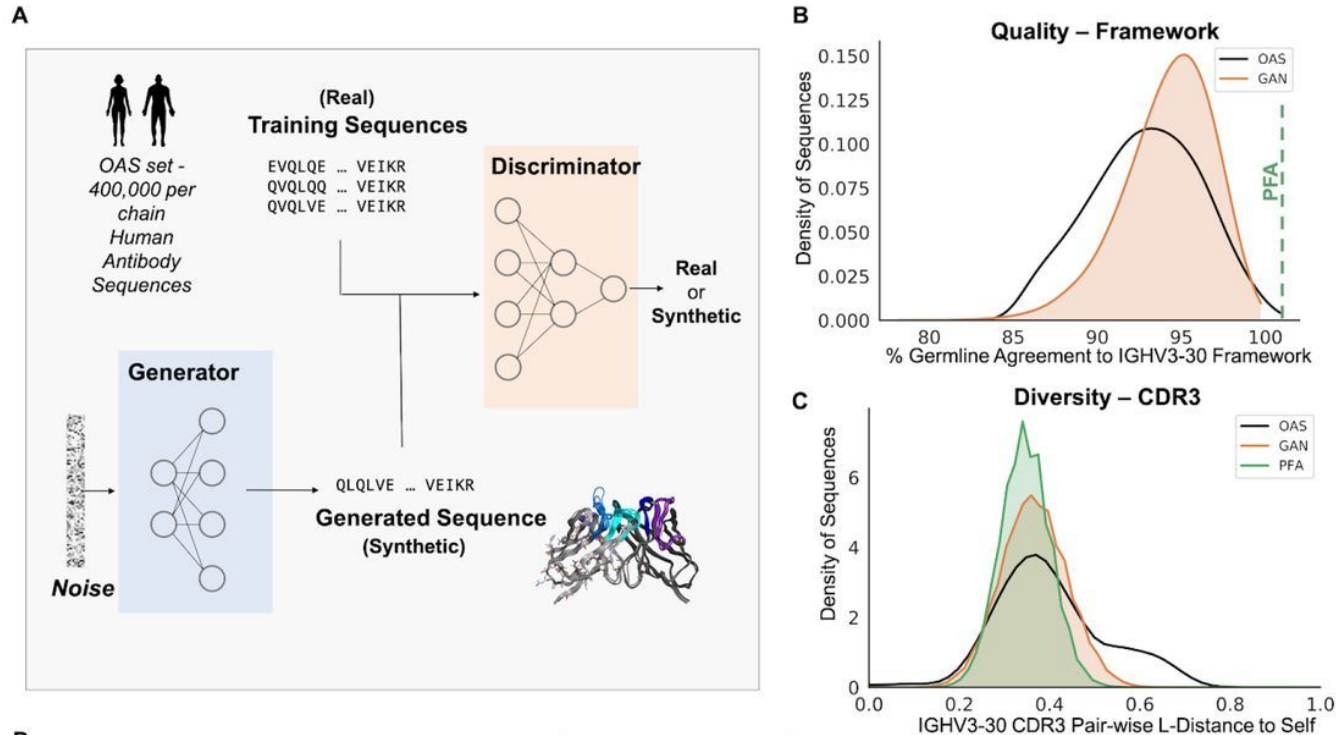 A
(Real)
Training Sequences
OAS set -
400,000 per
chain
Human
Antibody
Sequences
EVQLQE … VEIKR
QVQLQQ … VEIKR
QVQLVE … VEIKR
Discriminator
Real
or
Synthetic
Generator
Noise
QLQLVE … VEIKR
Generated Sequence
(Synthetic)
B
Quality – Framework
Density of Sequences
0.150
0.125
0.100
0.075
0.050
0.025
0.000
OAS
GAN
PFA
80 85 90 95 100
% Germline Agreement to IGHV3-30 Framework
C
Diversity – CDR3
Density of Sequences
6
4
2
0
OAS
GAN
PFA
0.0 0.2 0.4 0.6 0.8 1.0
IGHV3-30 CDR3 Pair-wise L-Distance to Self